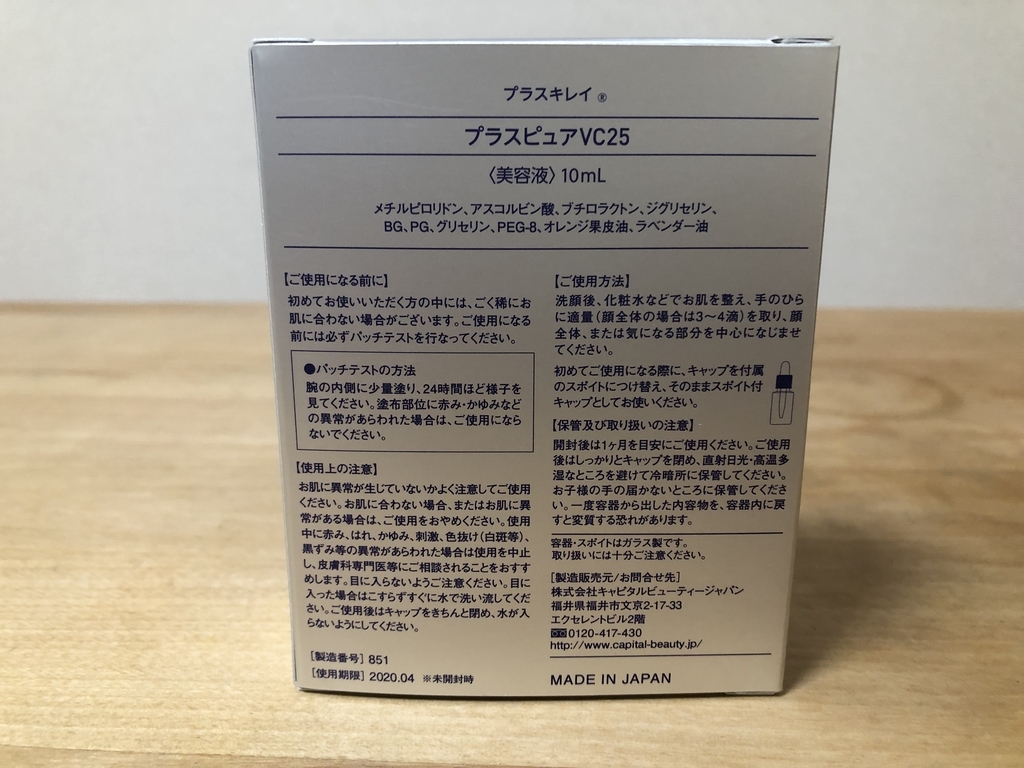 プラスキレイ®
プラスピュアVC25
〈美容液〉10mL
メチルピロリドン、アスコルビン酸、ブチロラクトン、ジグリセリン、
BG、PG、グリセリン、PEG-8、オレンジ果皮油、ラベンダー油
【ご使用になる前に】
初めてお使いいただく方の中には、ごく稀にお
肌に合わない場合がございます。ご使用になる
前には必ずパッチテストを行なってください。
●パッチテストの方法
腕の内側に少量塗り、24時間ほど様子を
見てください。塗布部位に赤み・かゆみなど
の異常があらわれた場合は、ご使用になら
ないでください。
【使用上の注意】
お肌に異常が生じていないかよく注意してご使用
ください。お肌に合わない場合、またはお肌に異
常がある場合は、ご使用をおやめください。使用
中に赤み、はれ、かゆみ、刺激、色抜け(白斑等)、
黒ずみ等の異常があらわれた場合は使用を中止
し、皮膚科専門医等にご相談されることをおすす
めします。目に入らないようご注意ください。目に
入った場合はこすらずすぐに水で洗い流してくだ
さい。ご使用後はキャップをきちんと閉め、水が入
らないようにしてください。
[製造番号] 851
[使用期限] 2020.04 ※未開封時
【ご使用方法】
洗顔後、化粧水などでお肌を整え、手のひら
に適量(顔全体の場合は3〜4滴)を取り、顔
全体、または気になる部分を中心になじませ
てください。
初めてご使用になる際に、キャップを付属
のスポイトにつけ替え、そのままスポイト付
キャップとしてお使いください。
【保管及び取り扱いの注意】
開封後は1ヶ月を目安にご使用ください。ご使用
後はしっかりとキャップを閉め、直射日光・高温多
湿なところを避けて冷暗所に保管してください。
お子様の手の届かないところに保管してくださ
い。一度容器から出した内容物を、容器内に戻
すと変質する恐れがあります。
容器・スポイトはガラス製です。
取り扱いには十分ご注意ください。
[製造販売元/お問合せ先]
株式会社キャピタルビューティージャパン
福井県福井市文京2-17-33
エクセレントビル2階
0120-417-430
http://www.capital-beauty.jp/
MADE IN JAPAN